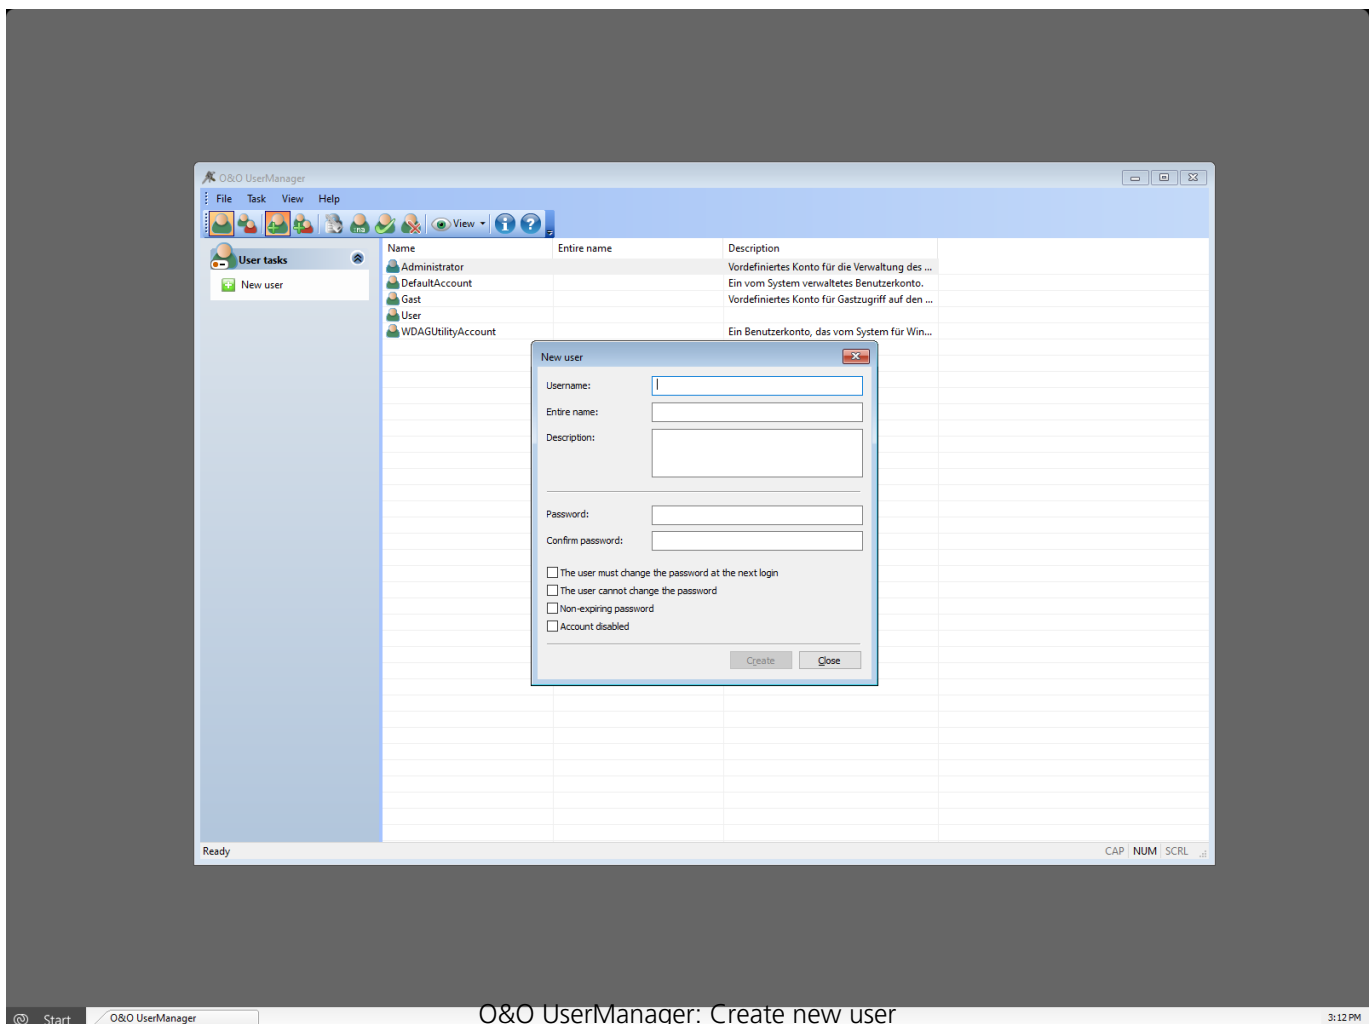 O&O UserManager
File Task View Help
View
User tasks
New user
Name Entire name Description
Administrator Vordefiniertes Konto für die Verwaltung des ...
DefaultAccount Ein vom System verwaltetes Benutzerkonto.
Gast Vordefiniertes Konto für Gastzugriff auf den ...
User
WDAGUtilityAccount Ein Benutzerkonto, das vom System für Win...
New user
Username:
Entire name:
Description:
Password:
Confirm password:
The user must change the password at the next login
The user cannot change the password
Non-expiring password
Account disabled
Create Close
Ready CAP NUM SCRL
Start O&O UserManager 3:12 PM
O&O UserManager: Create new user